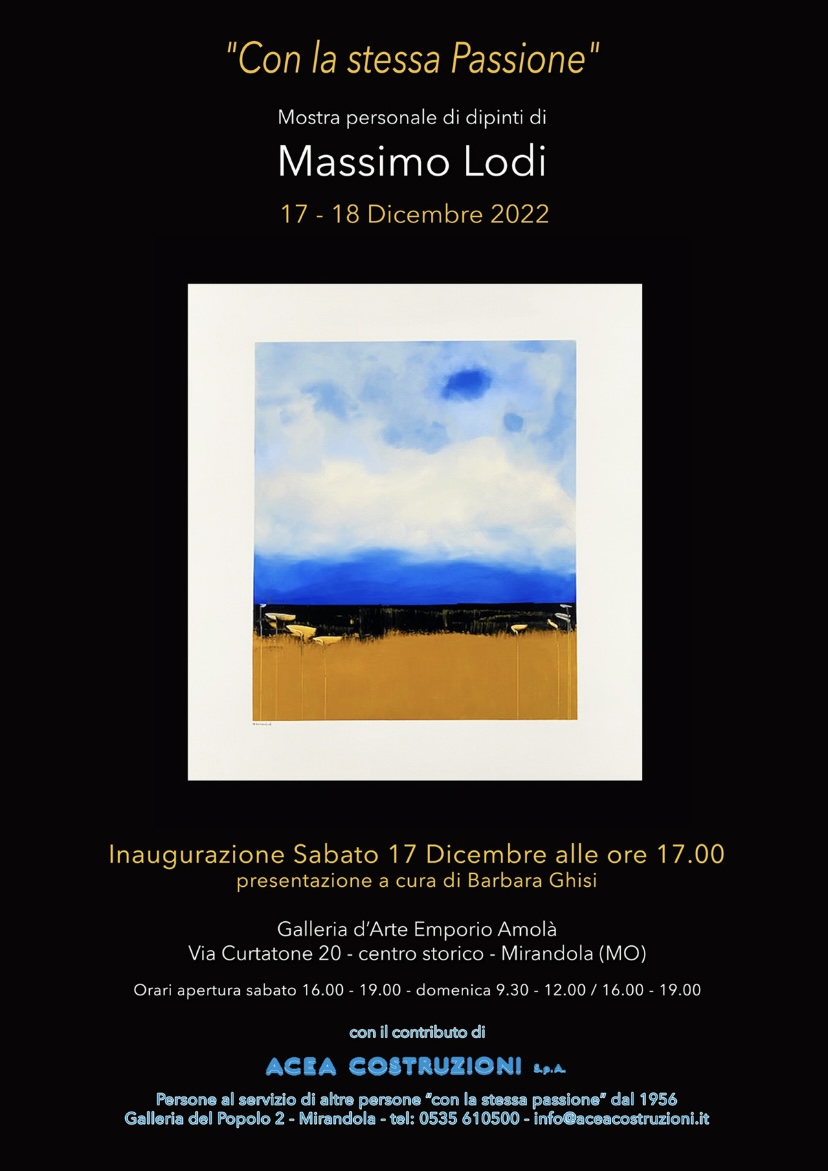 "Con la stessa Passione"
Mostra personale di dipinti di
Massimo Lodi
17 - 18 Dicembre 2022
Inaugurazione Sabato 17 Dicembre alle ore 17.00
presentazione a cura di Barbara Ghisi
Galleria d'Arte Emporio Amolà
Via Curtatone 20 - centro storico - Mirandola (MO)
Orari apertura sabato 16.00 - 19.00 - domenica 9.30 - 12.00 / 16.00 - 19.00
con il contributo di
ACEA COSTRUZIONI S.p.A.
Persone al servizio di altre persone “con la stessa passione” dal 1956
Galleria del Popolo 2 - Mirandola - tel: 0535 610500 - info@aceacostruzioni.it